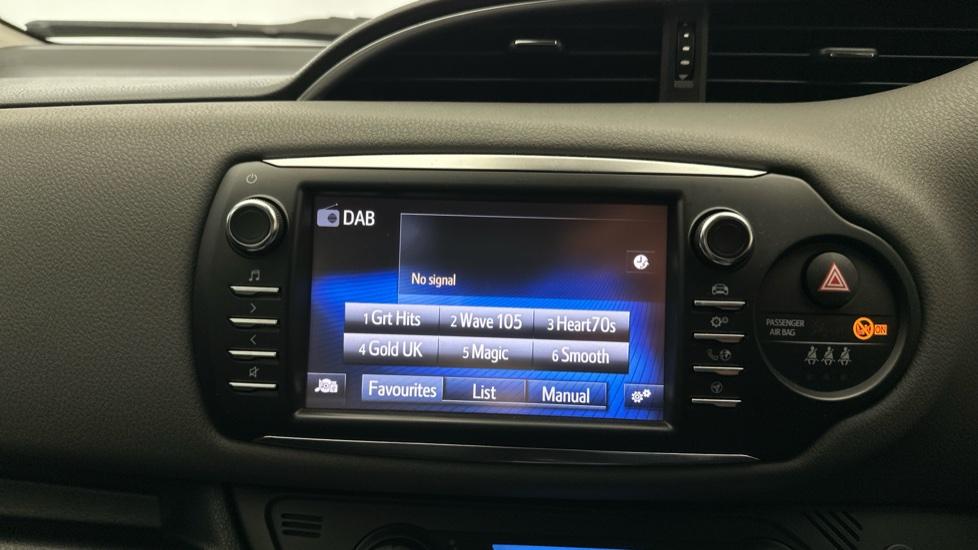 DAB
No signal
1 Grt Hits
2 Wave 105
3 Heart70s
4 Gold UK
5 Magic
6 Smooth
Favourites
List
Manual
PASSENGER
AIR BAG
ON